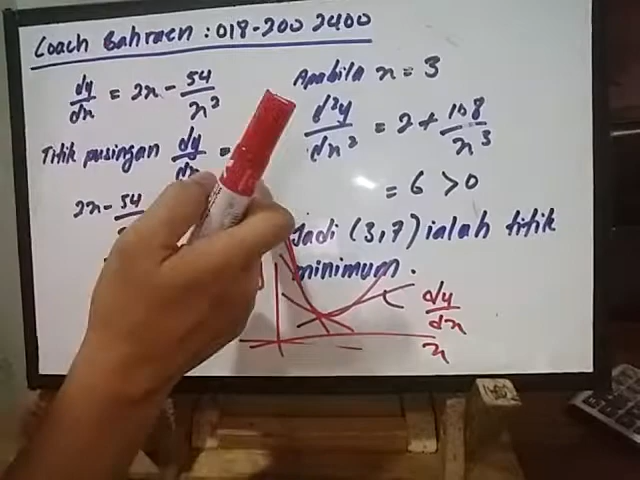 Coach Bahraen : 018-200 2400
dy/dx = 2x - 54/x²
Titik pusingan dy/dx =
2x - 54
Apabila x = 3
d²y/dx² = 2 + 108/x³
= 6 > 0
Jadi (3,7) ialah titik
minimum.
dy/dx
x